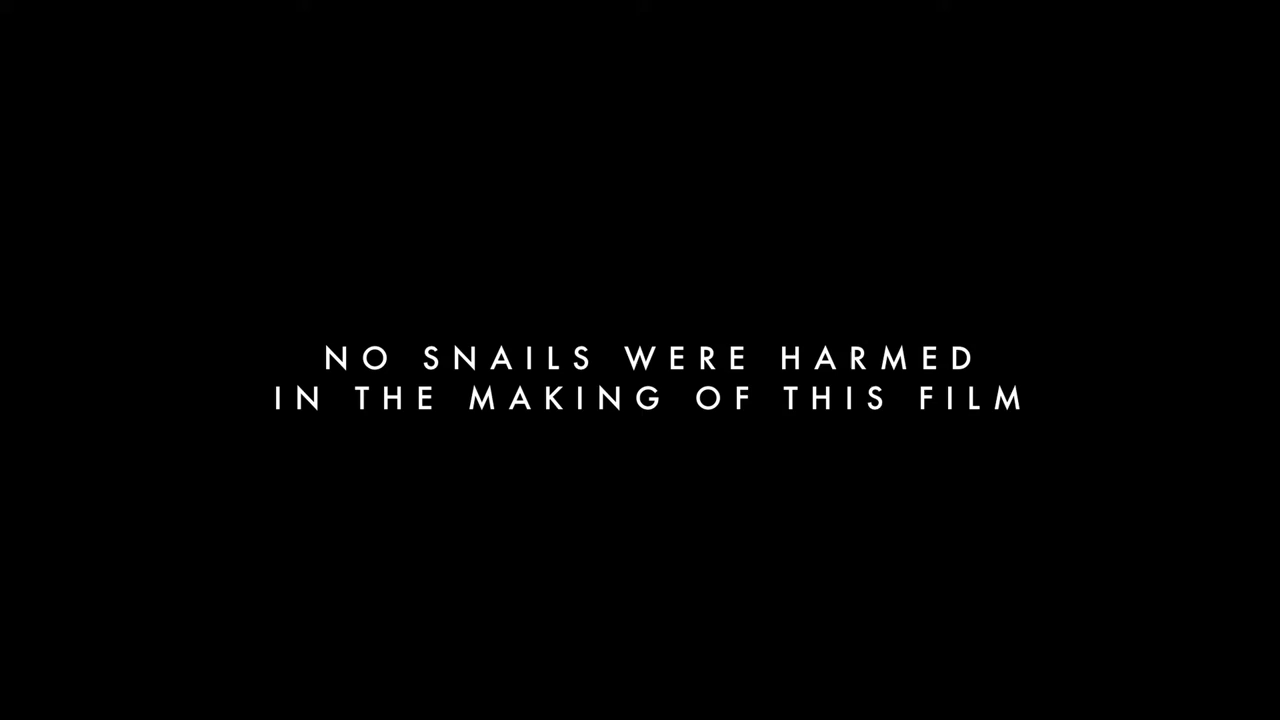 NO SNAILS WERE HARMED
IN THE MAKING OF THIS FILM